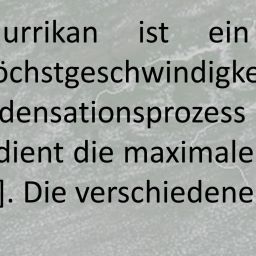 urrikan ist ein
öchstgeschwindigke
densationsprozess
dient die maximale
]. Die verschiedene